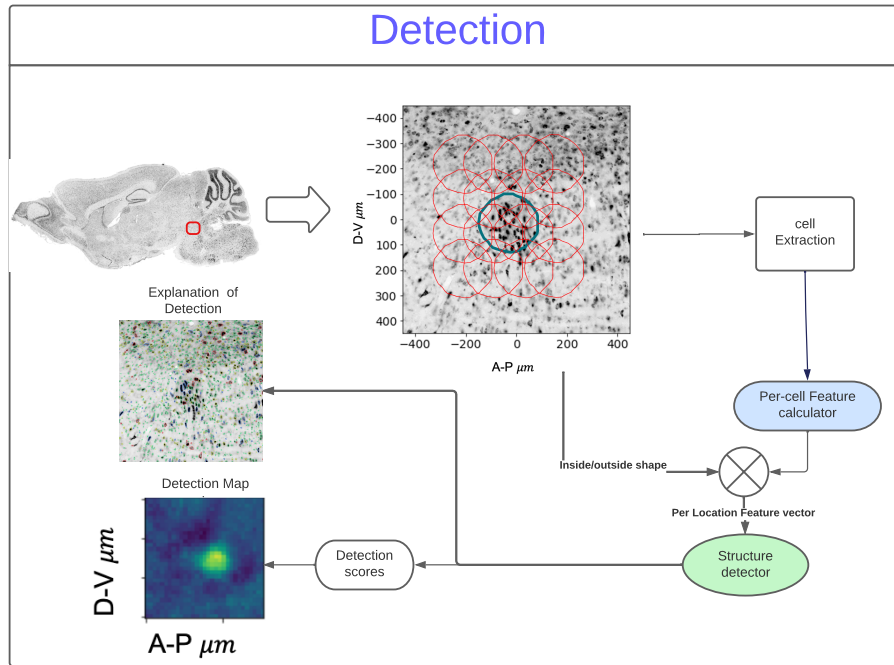 Detection
−400
−300
−200
−100
0
100
200
300
400
D-V μm
−400
−200
0
200
400
A-P μm
cell
Extraction
Explanation of
Detection
Per-cell Feature
calculator
Inside/outside shape
Per Location Feature vector
Detection Map
Structure
detector
Detection
scores
D-V μm
A-P μm